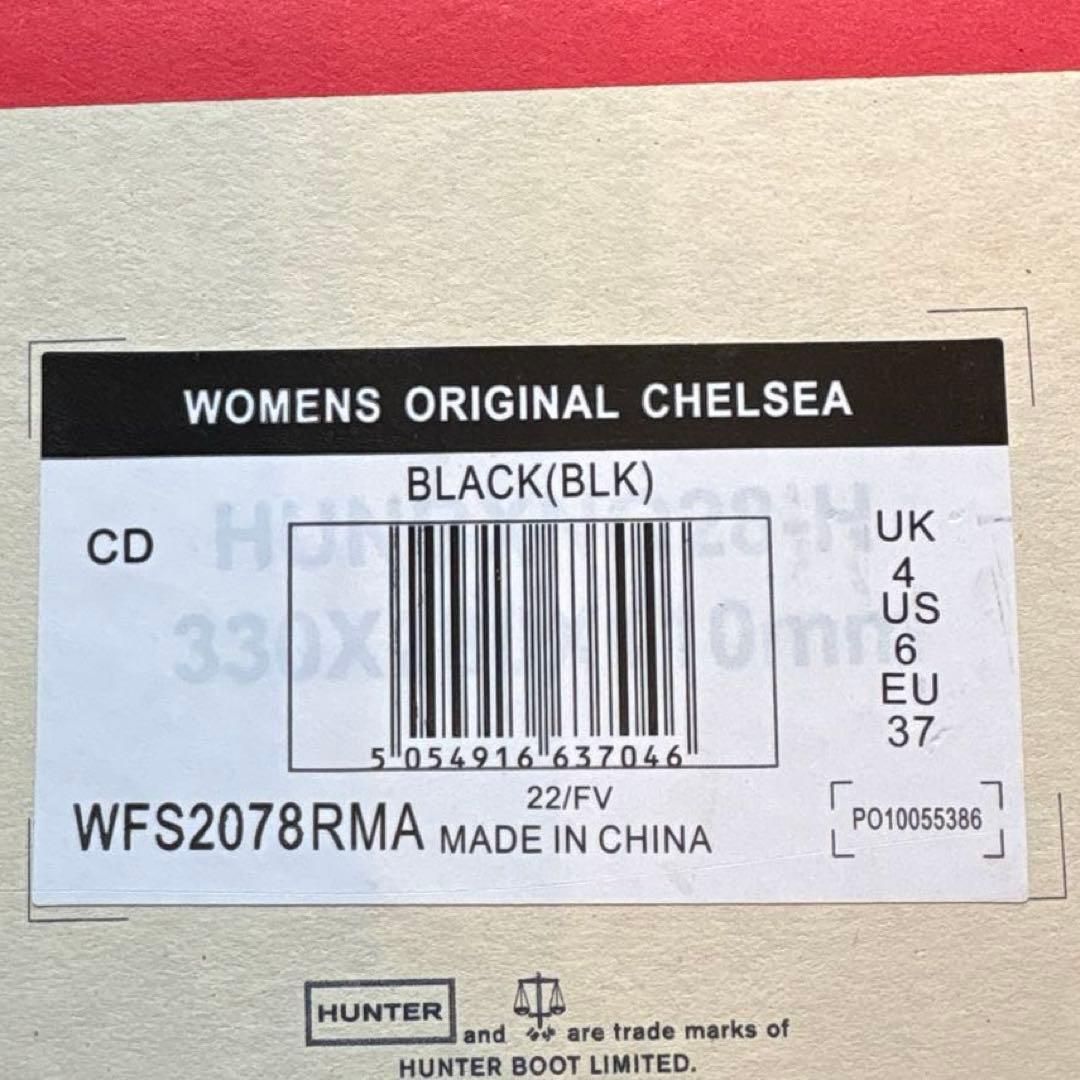 WOMENS ORIGINAL CHELSEA
BLACK(BLK)
CD
UK
4
US
6
EU
37
5 054916 637046
22/FV
WFS2078RMA MADE IN CHINA
PO10055386
HUNTER and are trade marks of
HUNTER BOOT LIMITED.